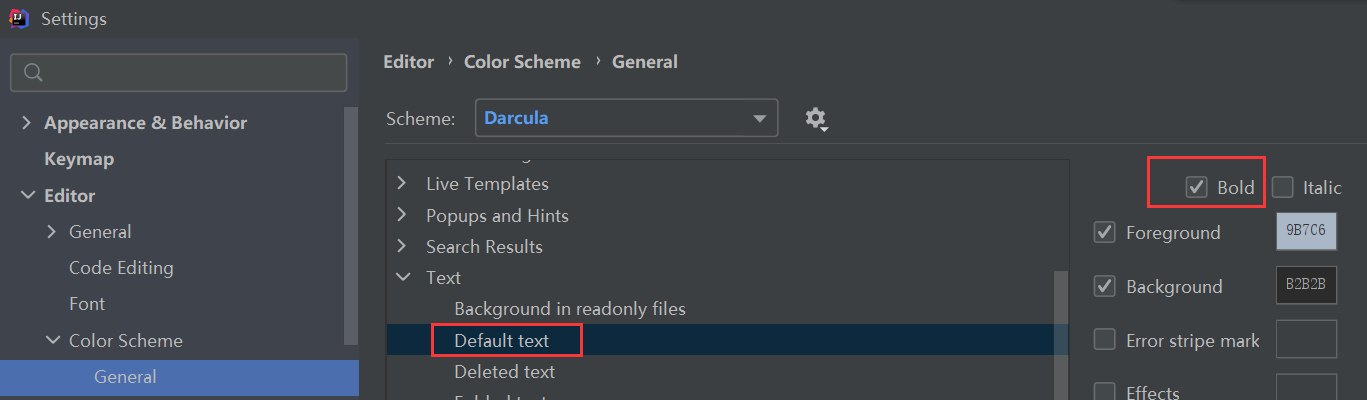 Settings
Editor › Color Scheme › General
Scheme: Darcula
Appearance & Behavior
Keymap
Editor
General
Code Editing
Font
Color Scheme
General
Live Templates
Popups and Hints
Search Results
Text
Background in readonly files
Default text
Deleted text
Bold Italic
Foreground 9B7C6
Background B2B2B
Error stripe mark
Effects